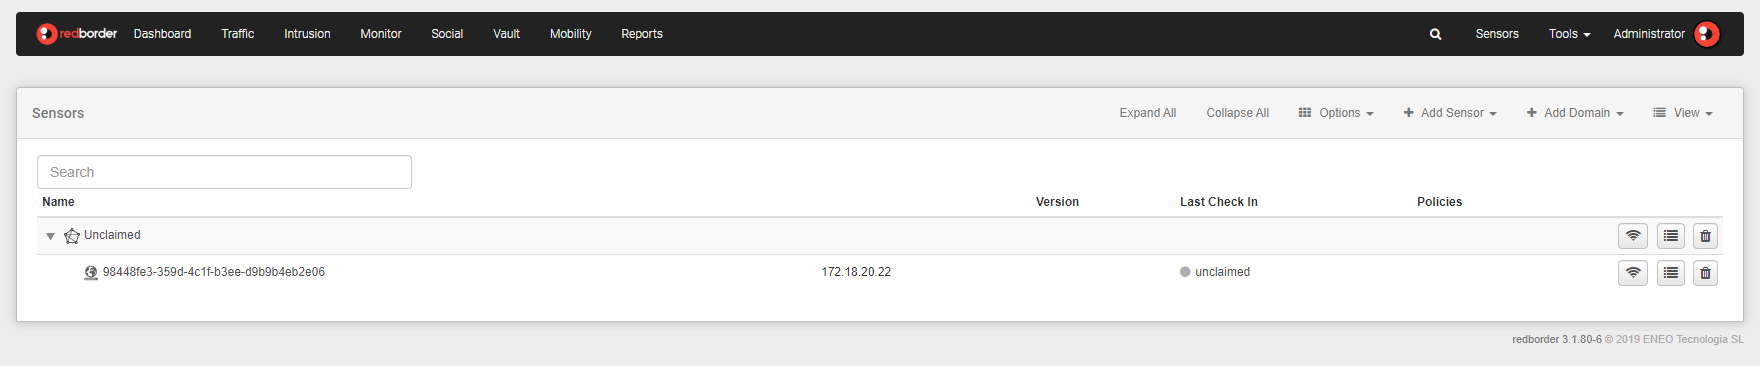 redborder Dashboard Traffic Intrusion Monitor Social Vault Mobility Reports Sensors Tools Administrator
Sensors Expand All Collapse All Options Add Sensor Add Domain View
Search
Name Version Last Check In Policies
Unclaimed
98448fe3-359d-4c1f-b3ee-d9b9b4eb2e06 172.18.20.22 unclaimed
redborder 3.1.80-6 © 2019 ENEO Tecnologia SL